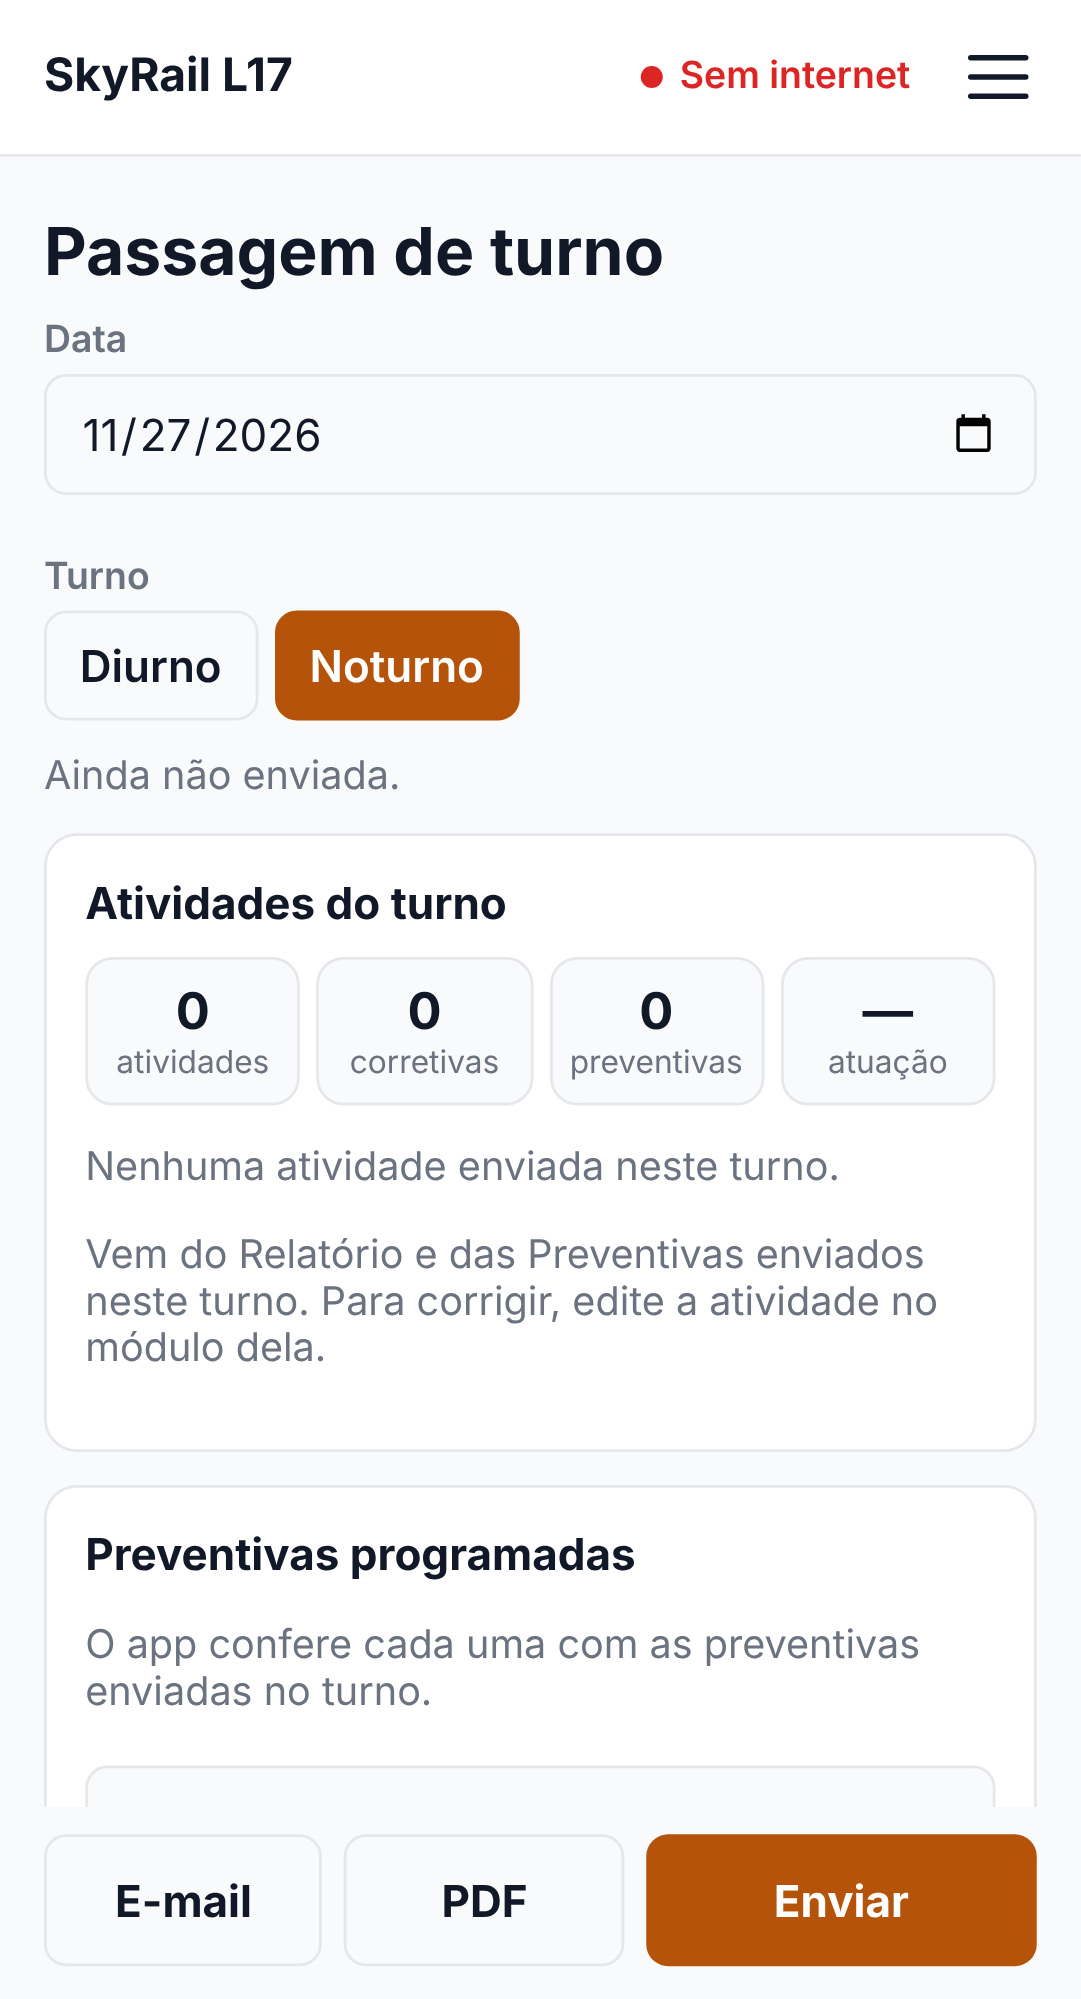 SkyRail L17
Sem internet
Passagem de turno
Data
11/27/2026
Turno
Diurno
Noturno
Ainda não enviada.
Atividades do turno
0
atividades
0
corretivas
0
preventivas
—
atuação
Nenhuma atividade enviada neste turno.
Vem do Relatório e das Preventivas enviados
neste turno. Para corrigir, edite a atividade no
módulo dela.
Preventivas programadas
O app confere cada uma com as preventivas
enviadas no turno.
E-mail
PDF
Enviar